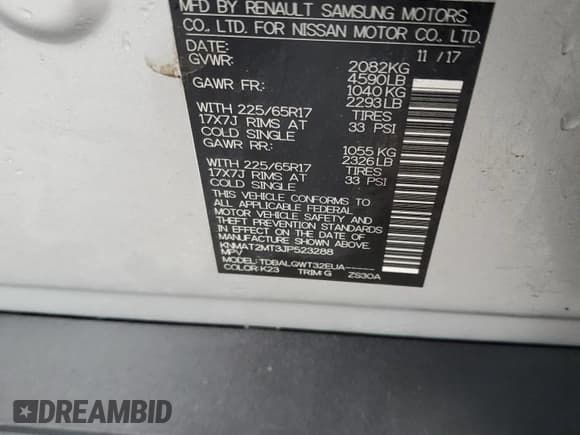 MFD BY RENAULT SAMSUNG MOTORS
CO., LTD. FOR NISSAN MOTOR CO., LTD.
DATE: 11 / 17
GVWR: 2082KG
4590LB
GAWR FR: 1040 KG
2293LB
WITH 225/65R17 TIRES
17X7J RIMS AT 33 PSI
COLD SINGLE
GAWR RR: 1055 KG
2326LB
WITH 225/65R17 TIRES
17X7J RIMS AT 33 PSI
COLD SINGLE
THIS VEHICLE CONFORMS TO
ALL APPLICABLE FEDERAL
MOTOR VEHICLE SAFETY AND
THEFT PREVENTION STANDARDS
IN EFFECT ON THE DATE OF
MANUFACTURE SHOWN ABOVE.
KNMAT2MT3JP523288
MPV
MODEL: TDBALQWT32EUA-----
COLOR: K23 TRIM: G ZS30A
DREAMBID